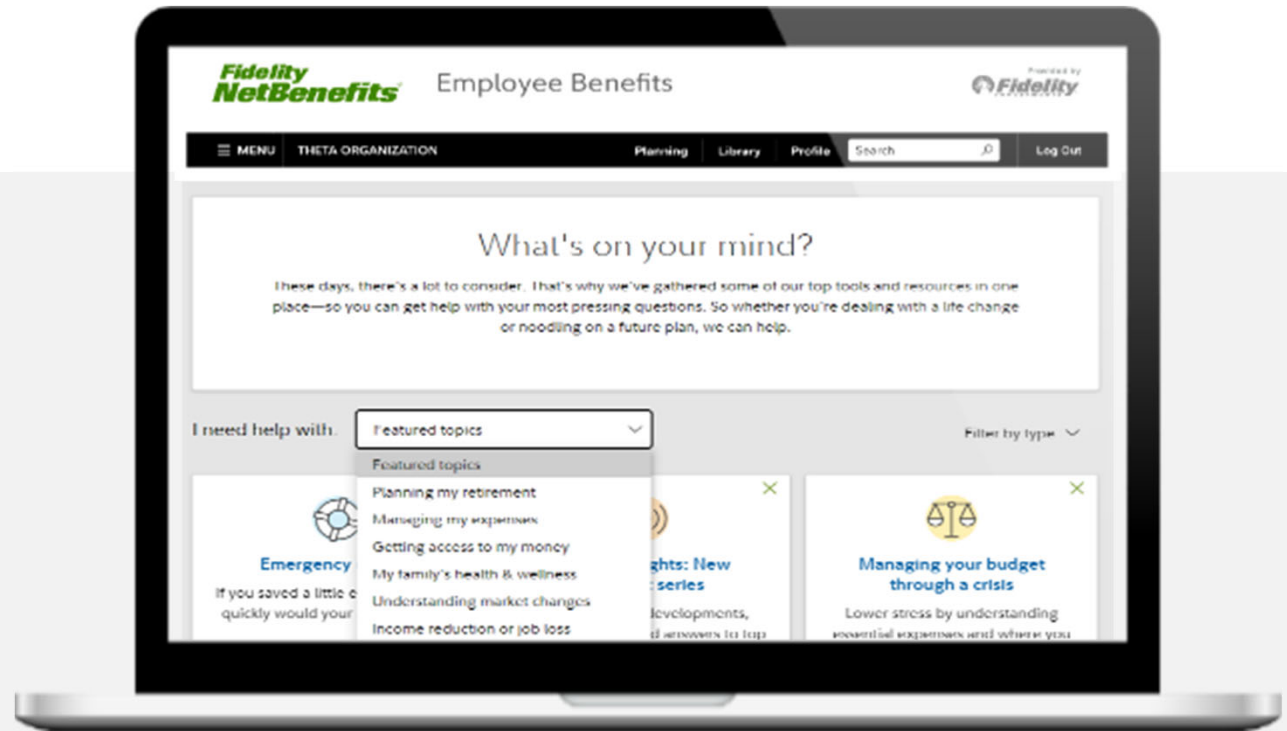 Fidelity
NetBenefits
Employee Benefits
Provided by
Fidelity
INVESTMENTS
MENU
THETA ORGANIZATION
Planning
Library
Profile
Search
Log Out
What's on your mind?
These days, there's a lot to consider. That's why we've gathered some of our top tools and resources in one
place—so you can get help with your most pressing questions. So whether you're dealing with a life change
or noodling on a future plan, we can help.
I need help with:
Featured topics
Filter by type
Featured topics
Planning my retirement
Managing my expenses
Getting access to my money
My family's health & wellness
Understanding market changes
Income reduction or job loss
Emergency
If you saved a little e
quickly would your
ghts: New
series
developments,
d answers to top
Managing your budget
through a crisis
Lower stress by understanding
essential expenses and where you